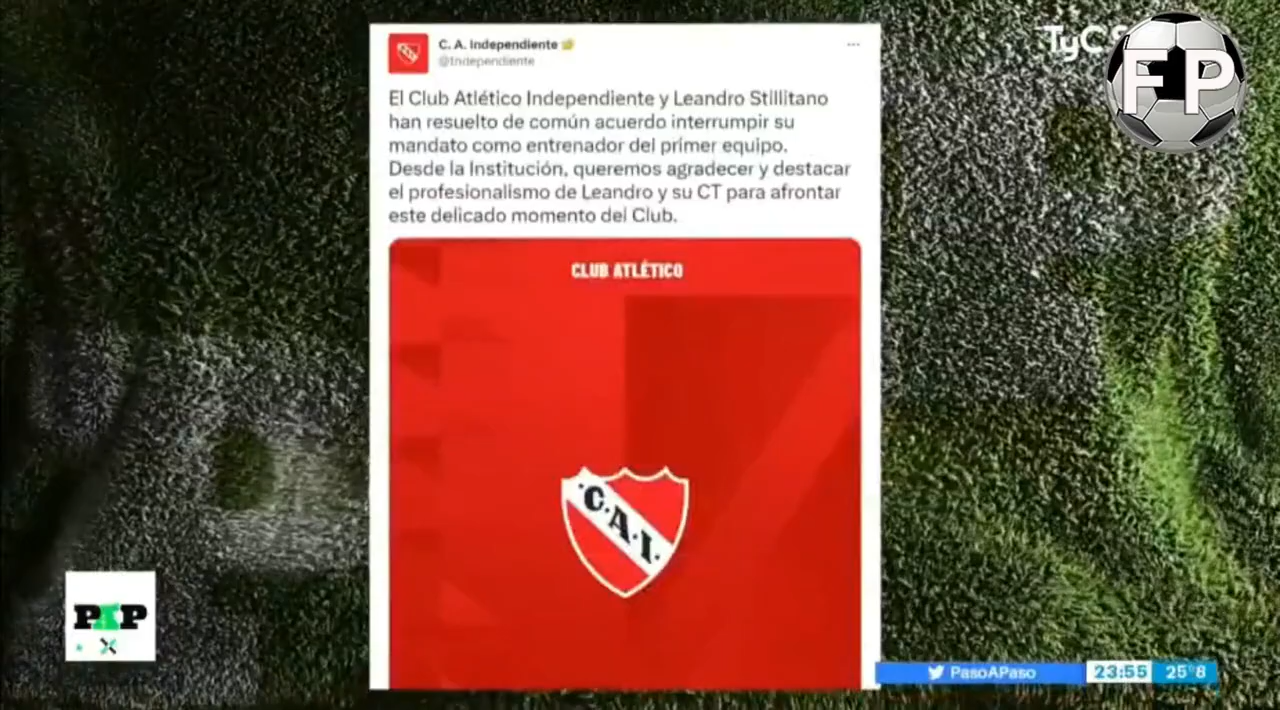 C. A. Independiente
@Independiente
El Club Atlético Independiente y Leandro Stillitano
han resuelto de común acuerdo interrumpir su
mandato como entrenador del primer equipo.
Desde la Institución, queremos agradecer y destacar
el profesionalismo de Leandro y su CT para afrontar
este delicado momento del Club.
CLUB ATLÉTICO
C.A.I.
TyC
FP
PAP
PasoAPaso
23:55
25°8